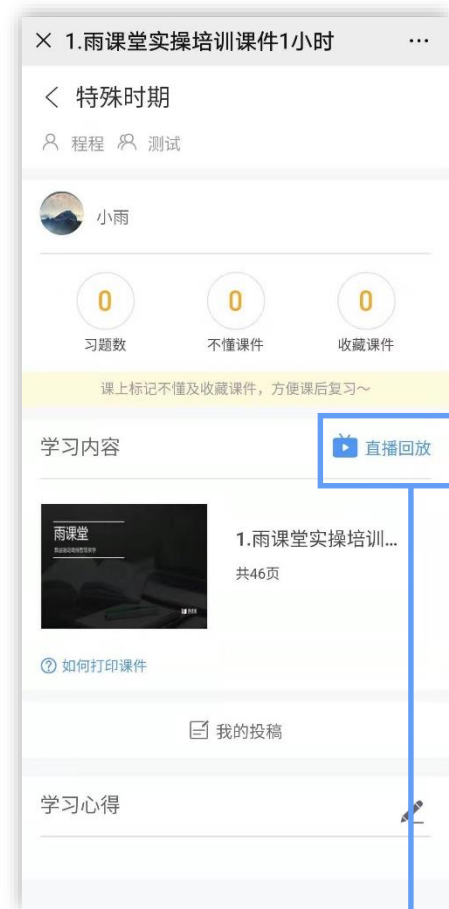 × 1.雨课堂实操培训课件1小时 ...
< 特殊时期
程程 测试
小雨
0 0 0
习题数 不懂课件 收藏课件
课上标记不懂及收藏课件，方便课后复习～
学习内容 直播回放
雨课堂
1.雨课堂实操培训...
共46页
? 如何打印课件
我的投稿
学习心得